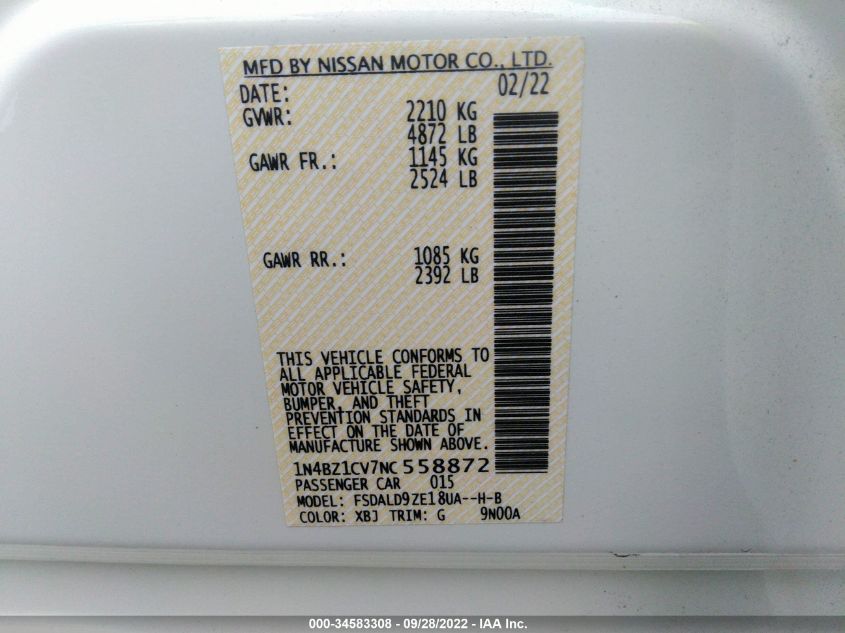 MFD BY NISSAN MOTOR CO., LTD.
DATE: 02/22
GVWR: 2210 KG
4872 LB
GAWR FR.: 1145 KG
2524 LB
GAWR RR.: 1085 KG
2392 LB
THIS VEHICLE CONFORMS TO
ALL APPLICABLE FEDERAL
MOTOR VEHICLE SAFETY,
BUMPER, AND THEFT
PREVENTION STANDARDS IN
EFFECT ON THE DATE OF
MANUFACTURE SHOWN ABOVE.
1N4BZ1CV7NC558872
PASSENGER CAR 015
MODEL: FSDALD9ZE18UA--H-B
COLOR: XBJ TRIM: G 9N00A
000-34583308 - 09/28/2022 - IAA Inc.